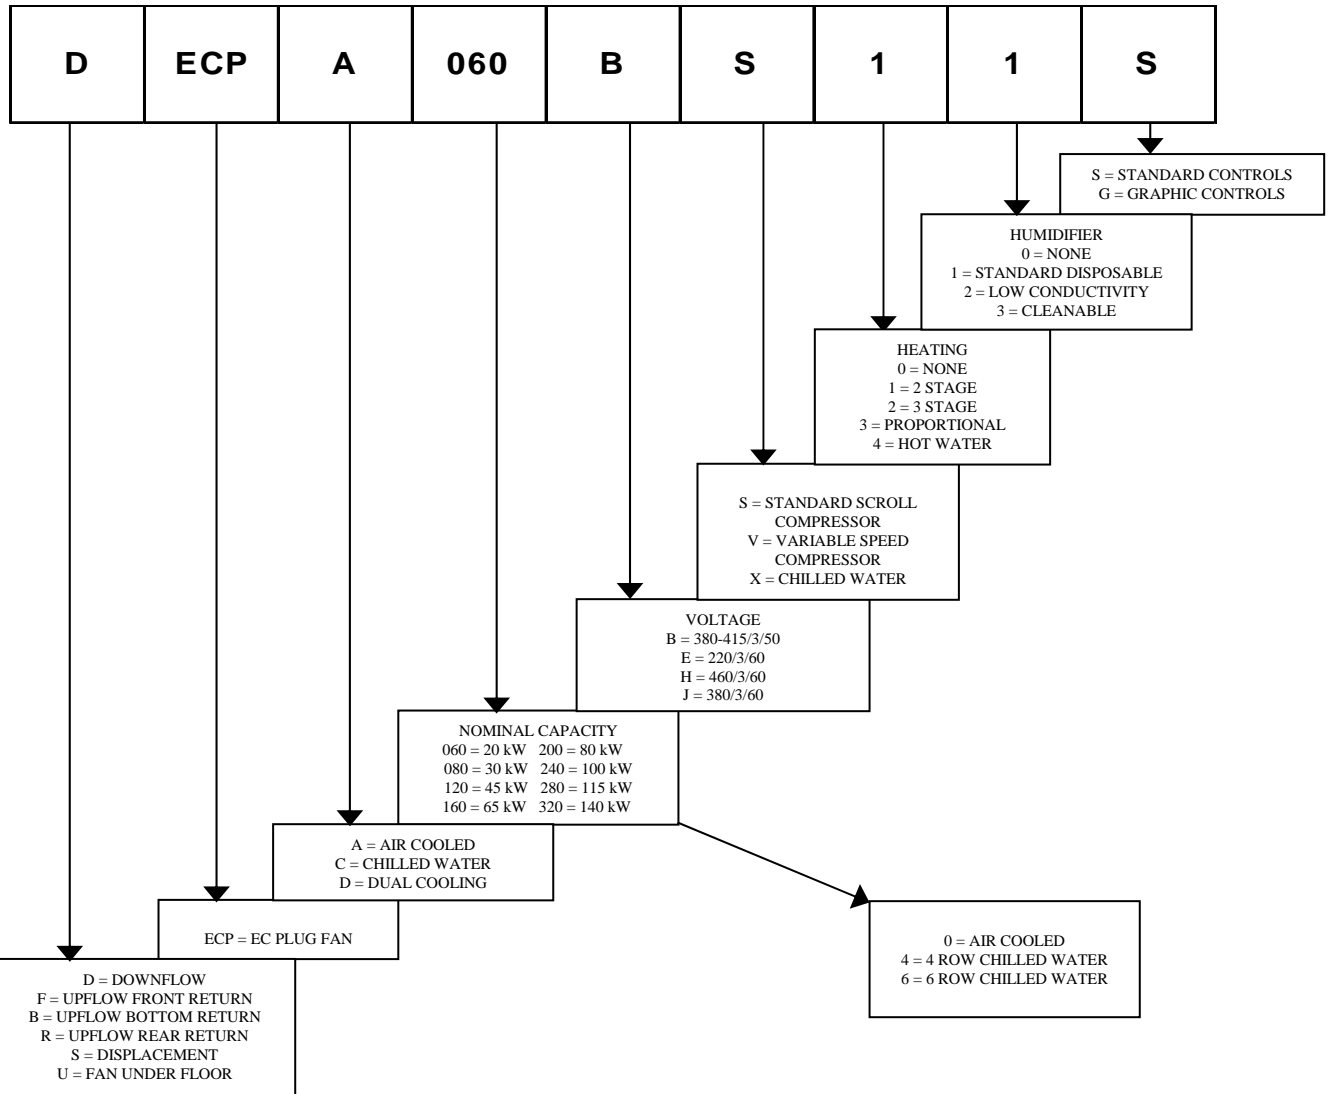 D ECP A 060 B S 1 1 S
S = STANDARD CONTROLS
G = GRAPHIC CONTROLS
HUMIDIFIER
0 = NONE
1 = STANDARD DISPOSABLE
2 = LOW CONDUCTIVITY
3 = CLEANABLE
HEATING
0 = NONE
1 = 2 STAGE
2 = 3 STAGE
3 = PROPORTIONAL
4 = HOT WATER
S = STANDARD SCROLL
COMPRESSOR
V = VARIABLE SPEED
COMPRESSOR
X = CHILLED WATER
VOLTAGE
B = 380-415/3/50
E = 220/3/60
H = 460/3/60
J = 380/3/60
NOMINAL CAPACITY
060 = 20 kW 200 = 80 kW
080 = 30 kW 240 = 100 kW
120 = 45 kW 280 = 115 kW
160 = 65 kW 320 = 140 kW
A = AIR COOLED
C = CHILLED WATER
D = DUAL COOLING
ECP = EC PLUG FAN
0 = AIR COOLED
4 = 4 ROW CHILLED WATER
6 = 6 ROW CHILLED WATER
D = DOWNFLOW
F = UPFLOW FRONT RETURN
B = UPFLOW BOTTOM RETURN
R = UPFLOW REAR RETURN
S = DISPLACEMENT
U = FAN UNDER FLOOR